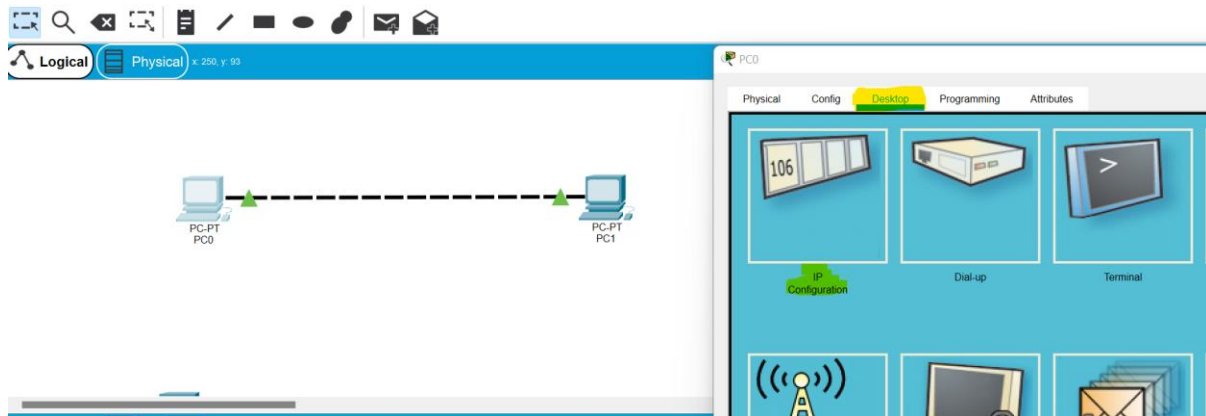 Logical
Physical x: 250, y: 93
PC-PT
PC0
PC-PT
PC1
PC0
Physical Config Desktop Programming Attributes
106
>
IP
Configuration
Dial-up
Terminal